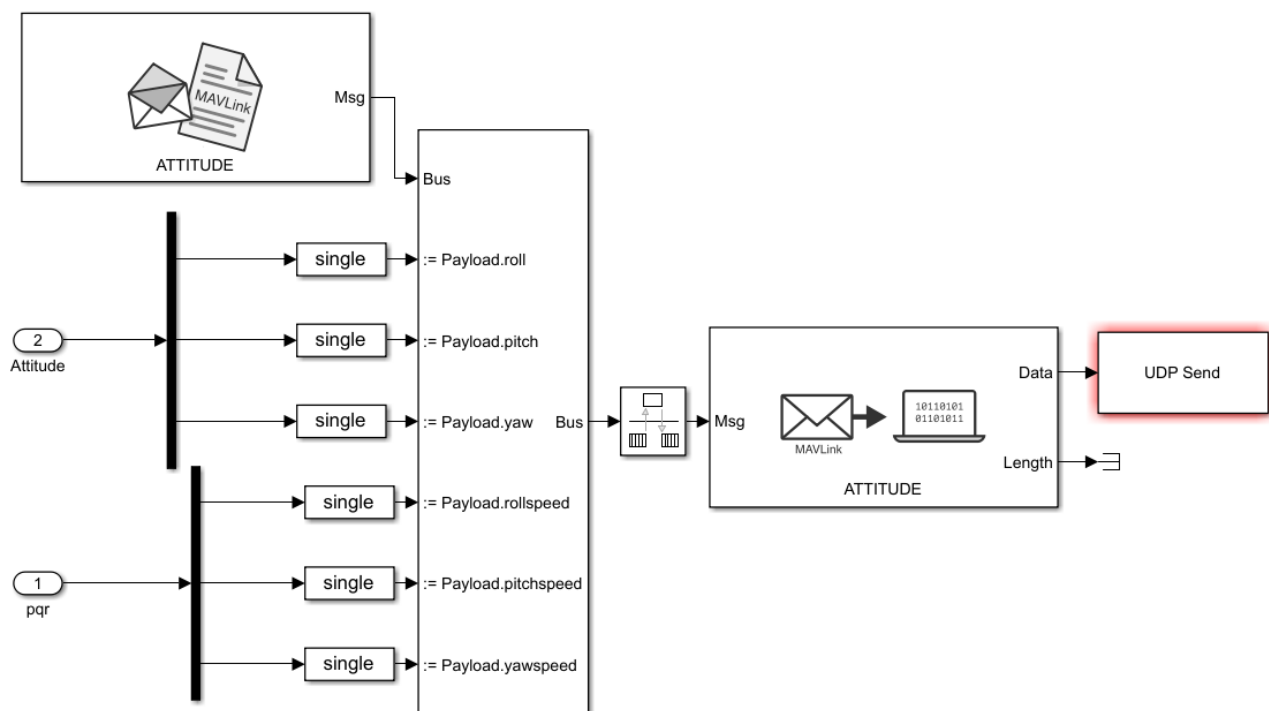 MAVLink
Msg
ATTITUDE
Bus
single
:= Payload.roll
2
Attitude
single
:= Payload.pitch
single
:= Payload.yaw
Bus
single
:= Payload.rollspeed
1
pqr
single
:= Payload.pitchspeed
single
:= Payload.yawspeed
Msg
MAVLink
10110101
01101011
ATTITUDE
Data
Length
UDP Send